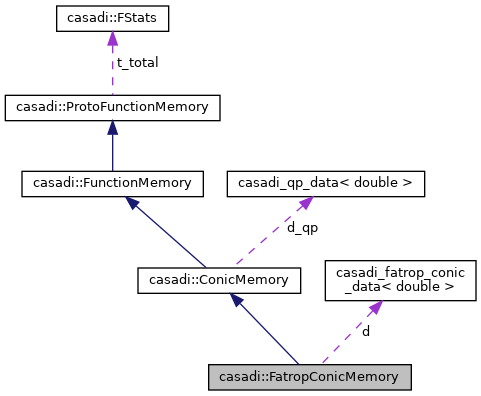 casadi::FStats
t_total
casadi::ProtoFunctionMemory
casadi::FunctionMemory
casadi_qp_data< double >
d_qp
casadi::ConicMemory
casadi_fatrop_conic
_data< double >
d
casadi::FatropConicMemory